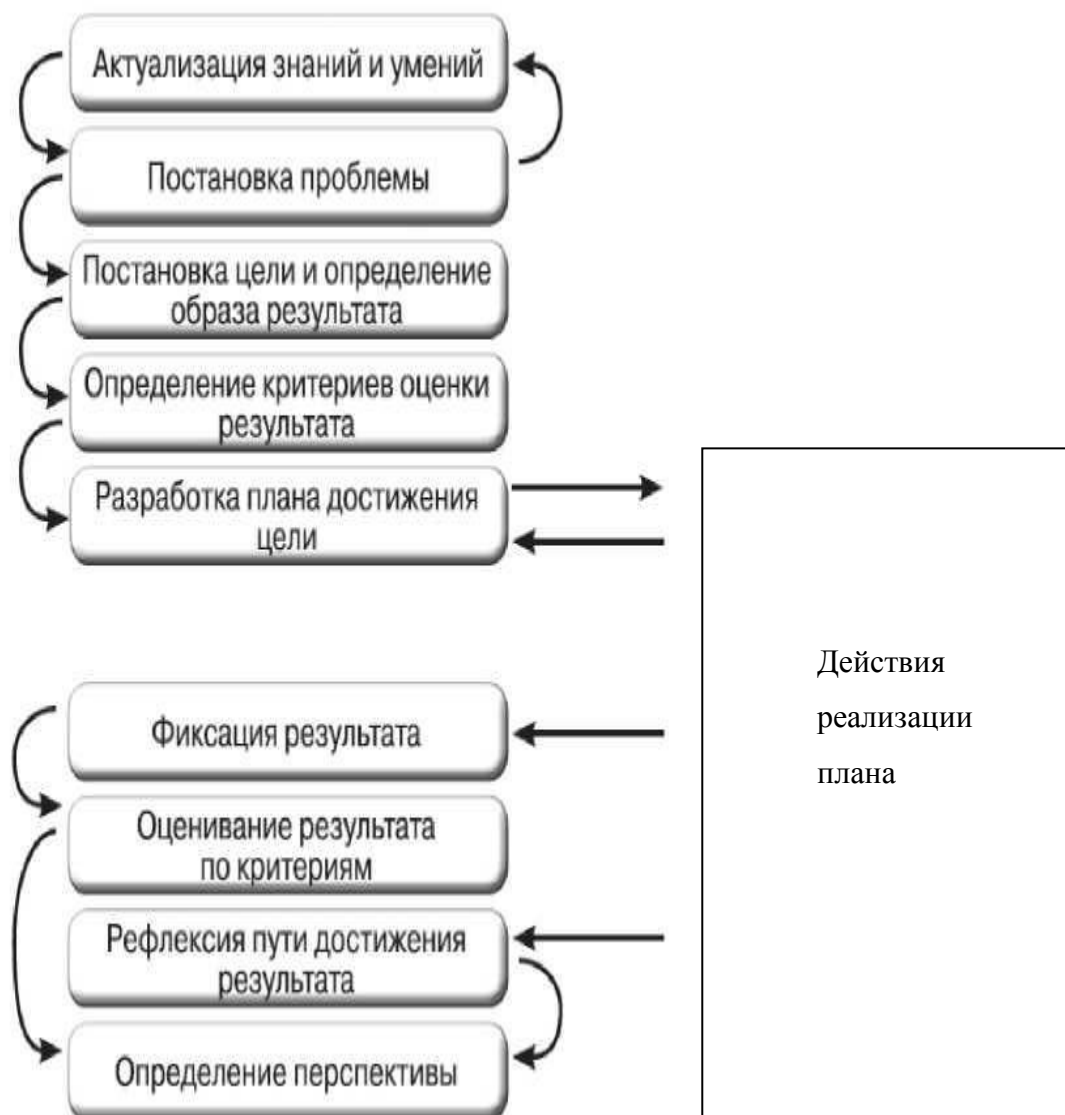 Актуализация знаний и умений
Постановка проблемы
Постановка цели и определение
образа результата
Определение критериев оценки
результата
Разработка плана достижения
цели
Действия
реализации
плана
Фиксация результата
Оценивание результата
по критериям
Рефлексия пути достижения
результата
Определение перспективы